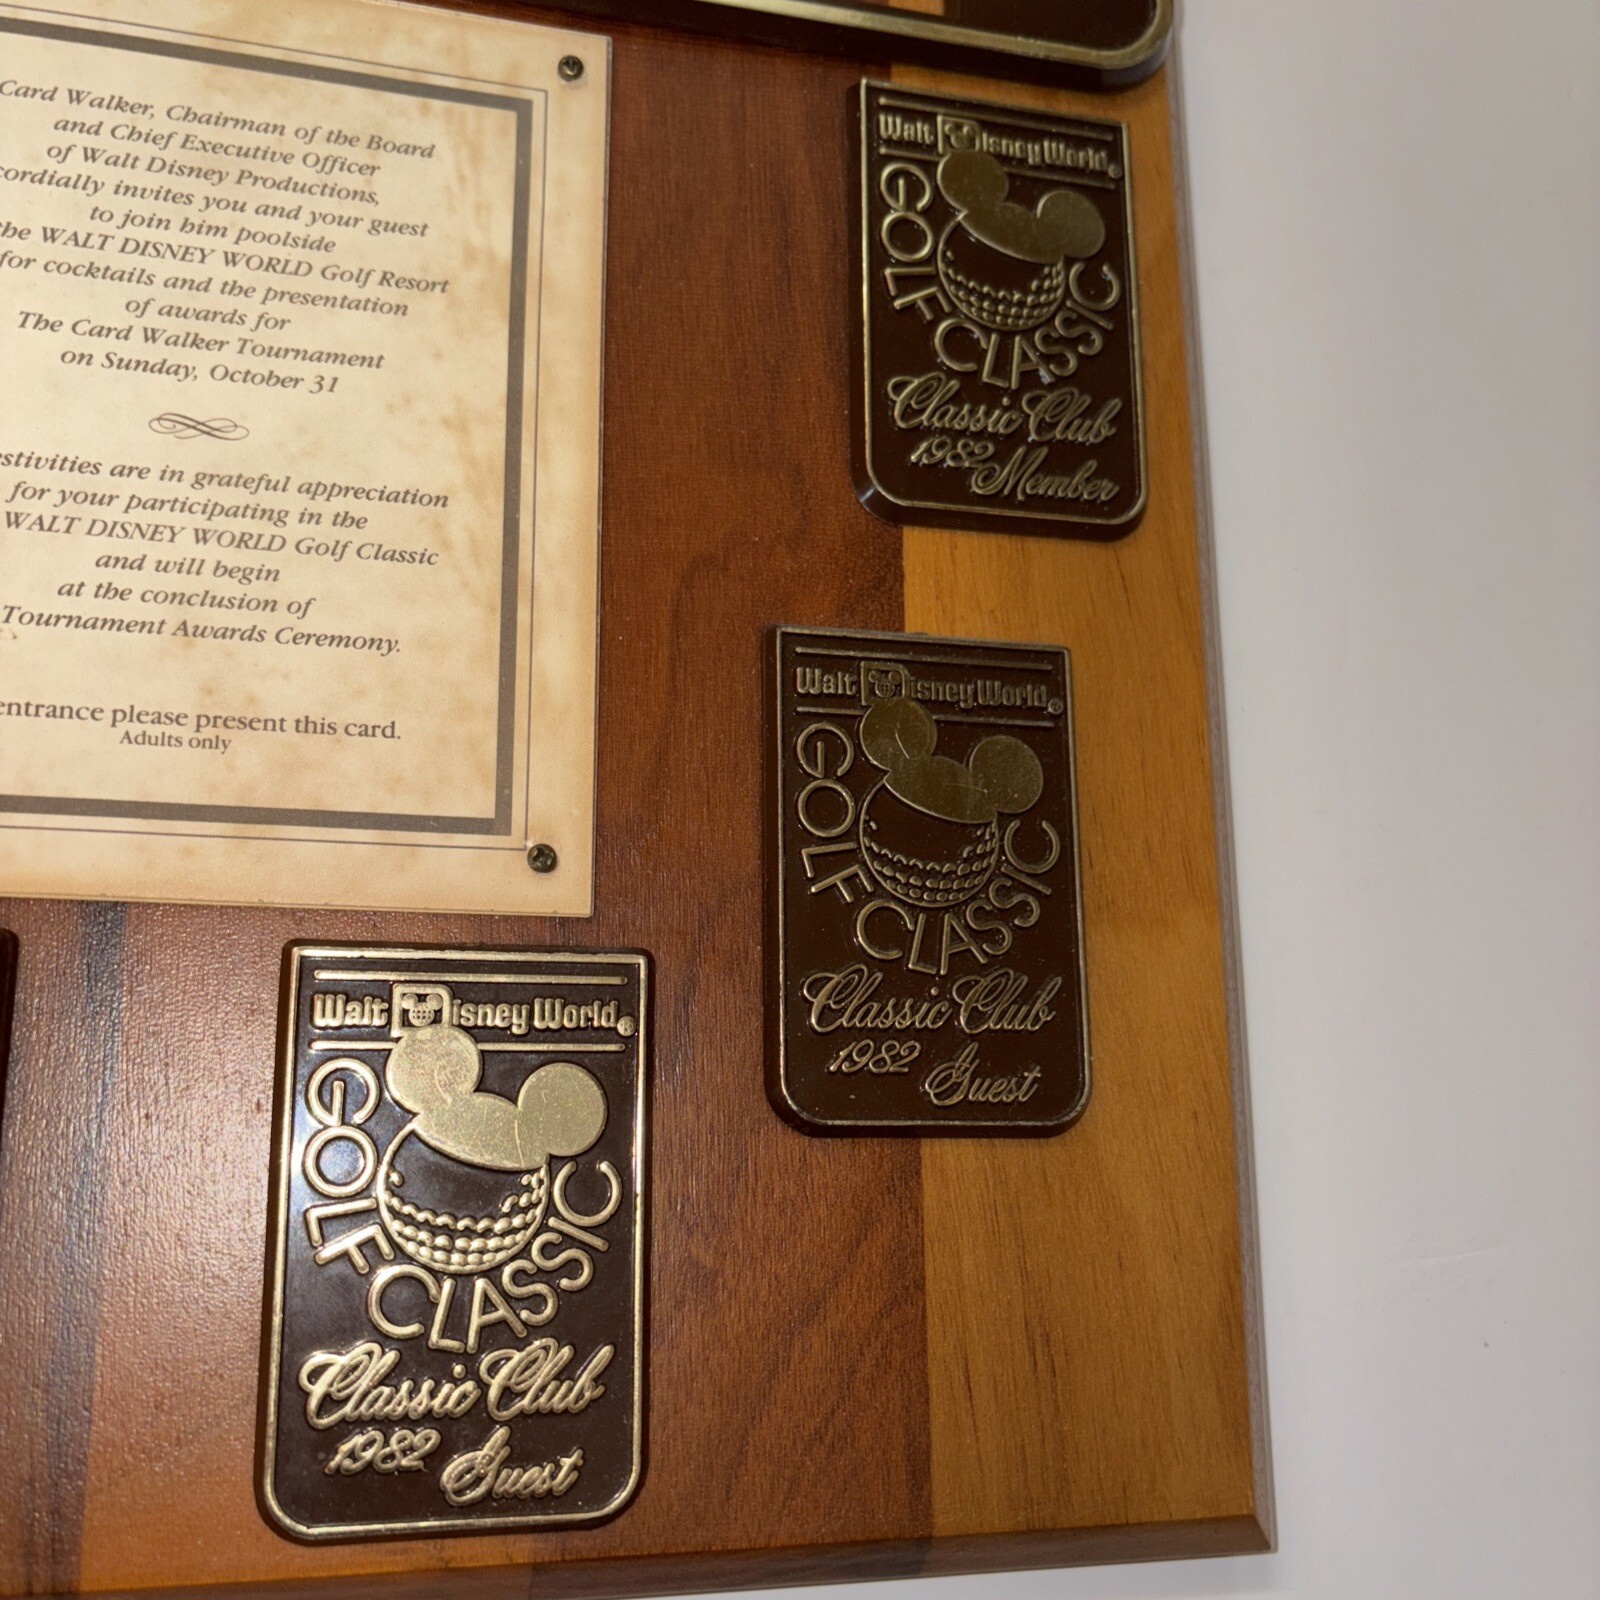 Card Walker, Chairman of the Board
and Chief Executive Officer
of Walt Disney Productions,
cordially invites you and your guest
to join him poolside
the WALT DISNEY WORLD Golf Resort
for cocktails and the presentation
of awards for
The Card Walker Tournament
on Sunday, October 31
estivities are in grateful appreciation
for your participating in the
WALT DISNEY WORLD Golf Classic
and will begin
at the conclusion of
Tournament Awards Ceremony.
entrance please present this card.
Adults only
Walt Disney World®
GOLF CLASSIC
Classic Club
1982 Member
Walt Disney World®
GOLF CLASSIC
Classic Club
1982 Guest
Walt Disney World®
GOLF CLASSIC
Classic Club
1982 Guest